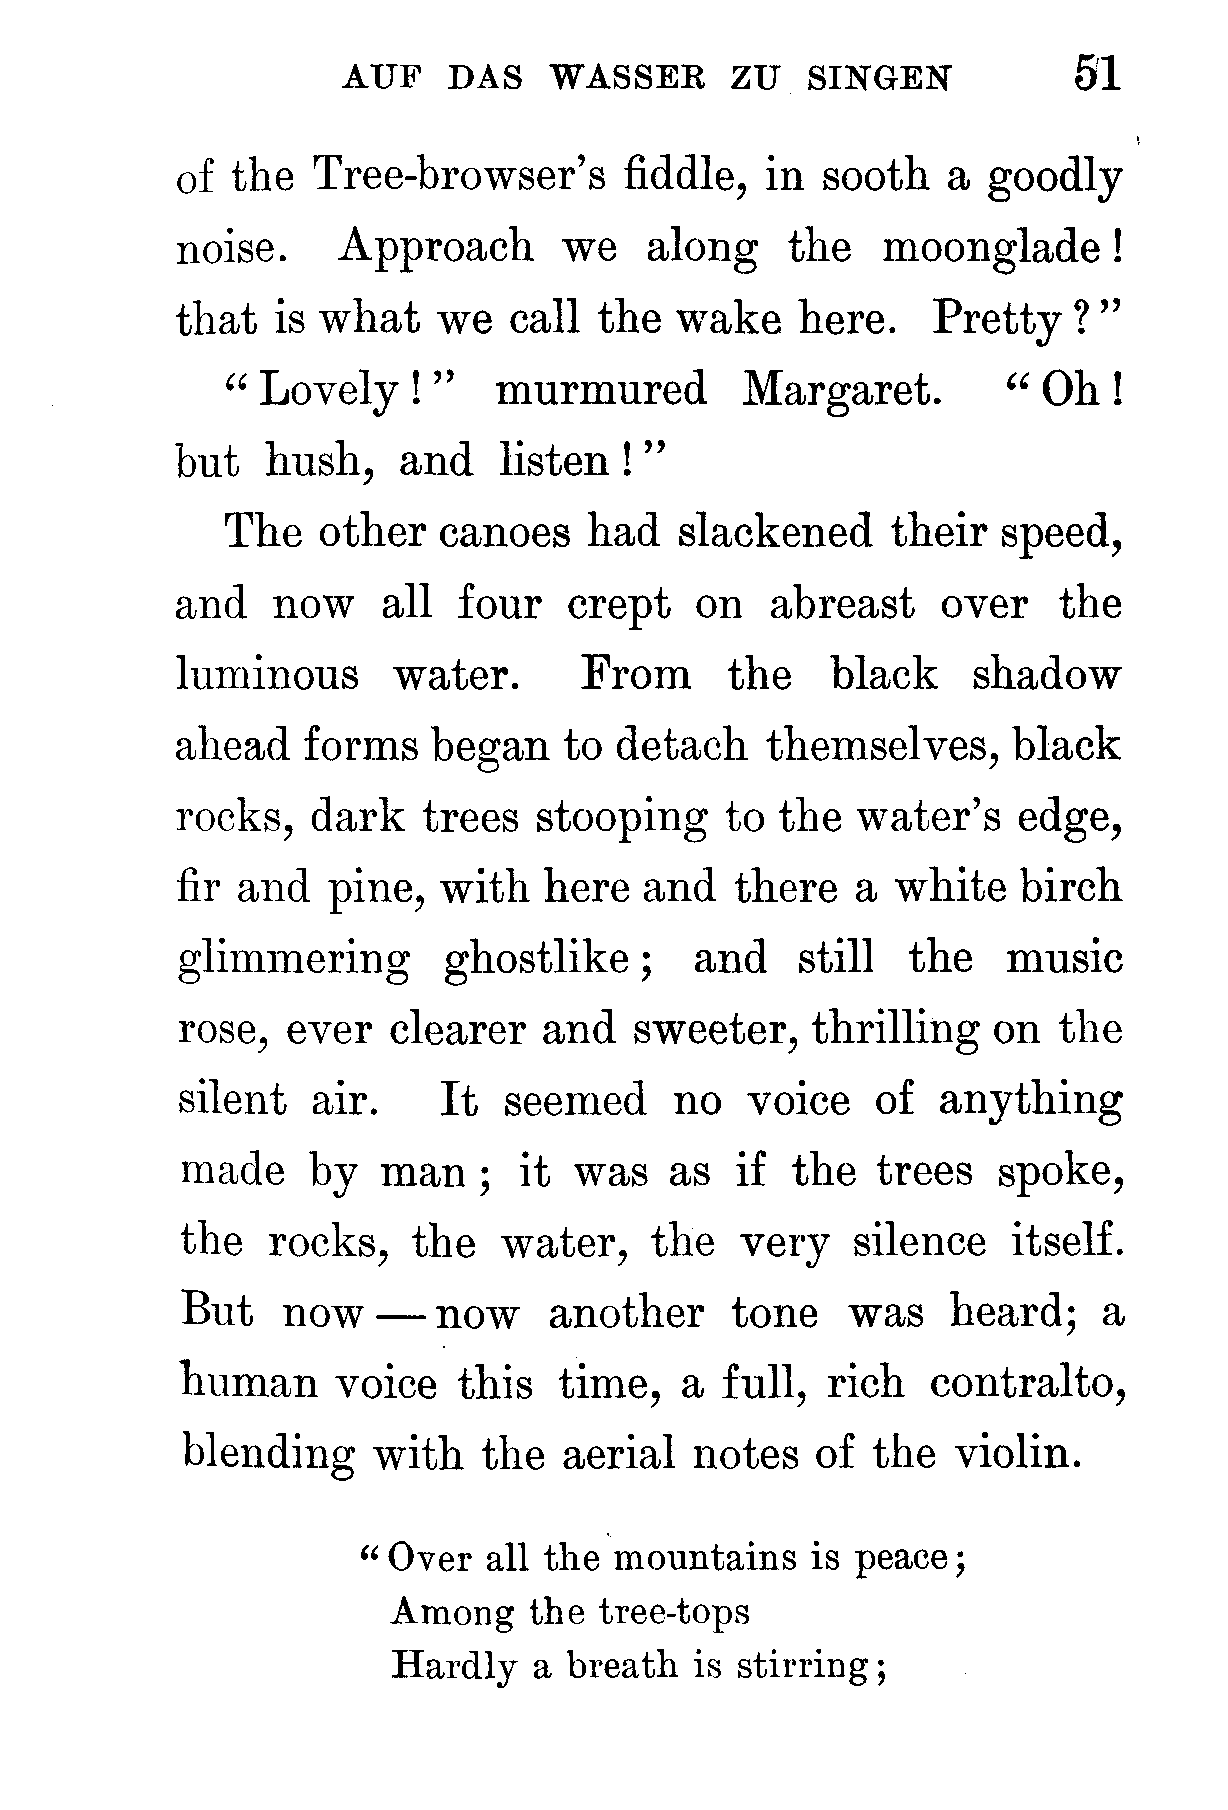 AUF DAS WASSER ZU SINGEN 51
of the Tree-browser's fiddle, in sooth a goodly
noise. Approach we along the moonglade!
that is what we call the wake here. Pretty?"
"Lovely!" murmured Margaret. "Oh!
but hush, and listen!"
The other canoes had slackened their speed,
and now all four crept on abreast over the
luminous water. From the black shadow
ahead forms began to detach themselves, black
rocks, dark trees stooping to the water's edge,
fir and pine, with here and there a white birch
glimmering ghostlike; and still the music
rose, ever clearer and sweeter, thrilling on the
silent air. It seemed no voice of anything
made by man; it was as if the trees spoke,
the rocks, the water, the very silence itself.
But now — now another tone was heard; a
human voice this time, a full, rich contralto,
blending with the aerial notes of the violin.
"Over all the mountains is peace;
Among the tree-tops
Hardly a breath is stirring;